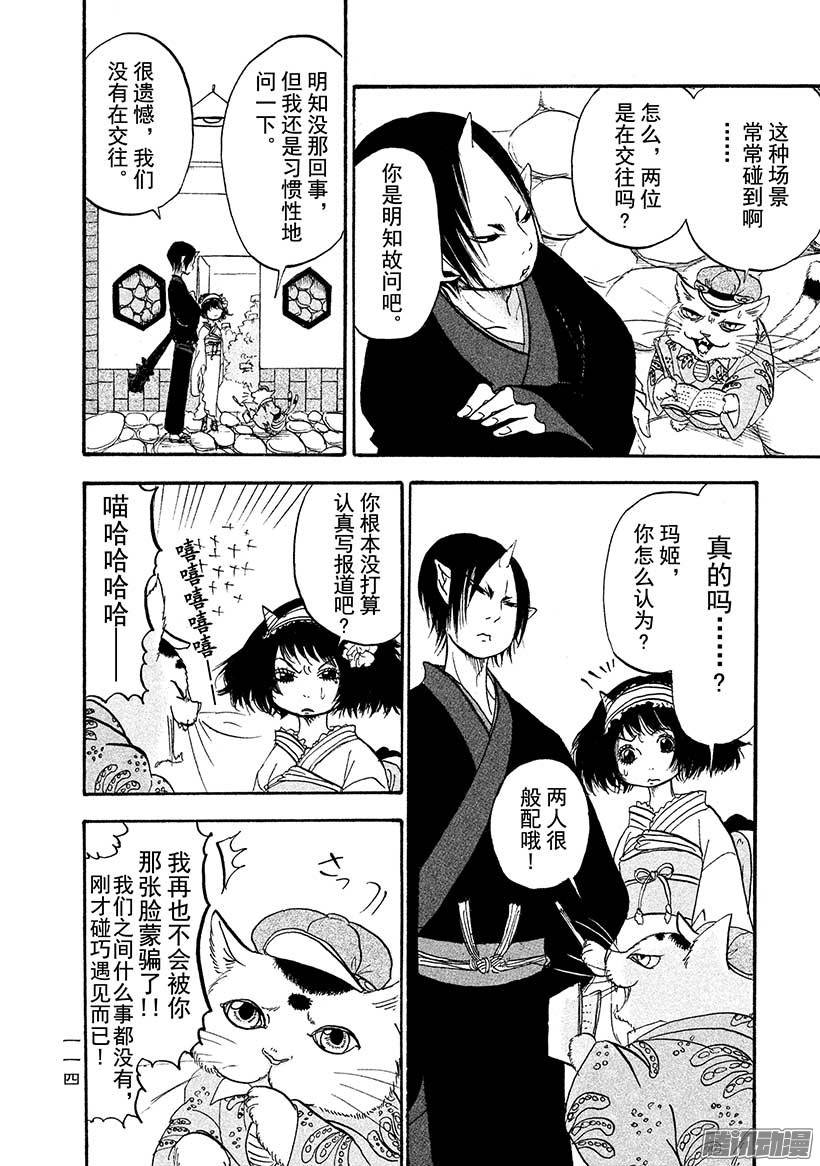 这种场景
常常碰到啊
……
怎么，两位
是在交往吗？
你是明知故问吧。
明知没那回事，
但我还是习惯性地
问一下。
很遗憾，我们
没有在交往。
真的吗……？
玛姬，
你怎么认为？
两人很
般配哦！
你根本没打算
认真写报道吧？
嘻嘻嘻嘻嘻—
喵哈哈哈哈——
我再也不会被你
那张脸蒙骗了!!
我们之间什么事都没有，
刚才碰巧遇见而已！
一一四
腾讯动漫